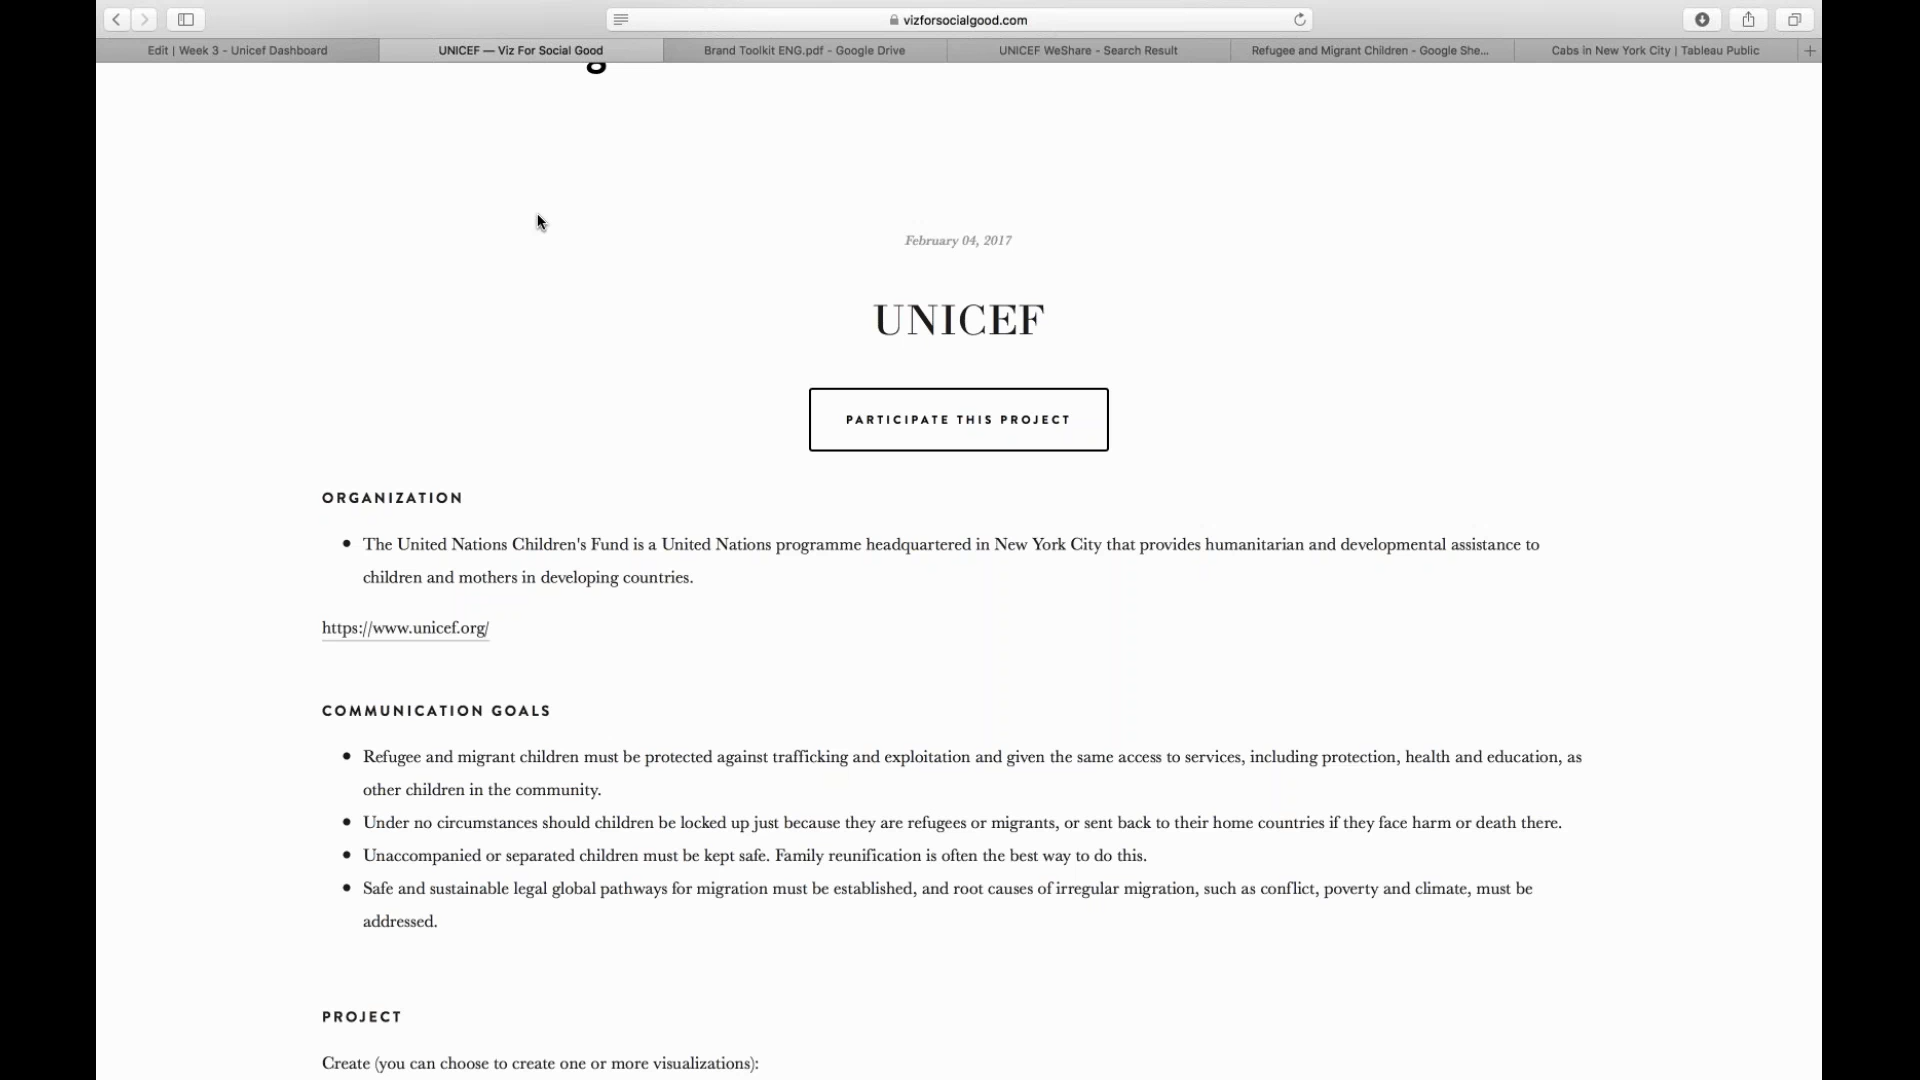 vizforsocialgood.com
Edit | Week 3 - Unicef Dashboard
UNICEF — Viz For Social Good
Brand Toolkit ENG.pdf - Google Drive
UNICEF WeShare - Search Result
Refugee and Migrant Children - Google She...
Cabs in New York City | Tableau Public
February 04, 2017
UNICEF
PARTICIPATE THIS PROJECT
ORGANIZATION
The United Nations Children's Fund is a United Nations programme headquartered in New York City that provides humanitarian and developmental assistance to
children and mothers in developing countries.
https://www.unicef.org/
COMMUNICATION GOALS
Refugee and migrant children must be protected against trafficking and exploitation and given the same access to services, including protection, health and education, as
other children in the community.
Under no circumstances should children be locked up just because they are refugees or migrants, or sent back to their home countries if they face harm or death there.
Unaccompanied or separated children must be kept safe. Family reunification is often the best way to do this.
Safe and sustainable legal global pathways for migration must be established, and root causes of irregular migration, such as conflict, poverty and climate, must be
addressed.
PROJECT
Create (you can choose to create one or more visualizations):